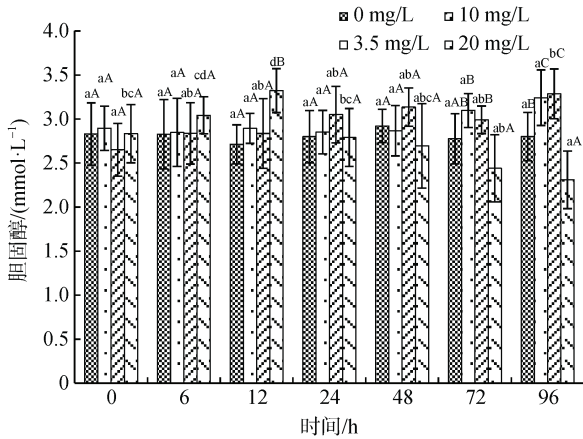 0 mg/L 10 mg/L
3.5 mg/L 20 mg/L
4.0
3.5
3.0
2.5
2.0
1.5
1.0
0.5
0
胆固醇/(mmol·L⁻¹)
aA aA aA bcA
aA aA abA cdA
aA aA abA dB
aA aA abA bcA
aA aA abA abcA
aAB aB abB abA
aB aC bC aA
0 6 12 24 48 72 96
时间/h